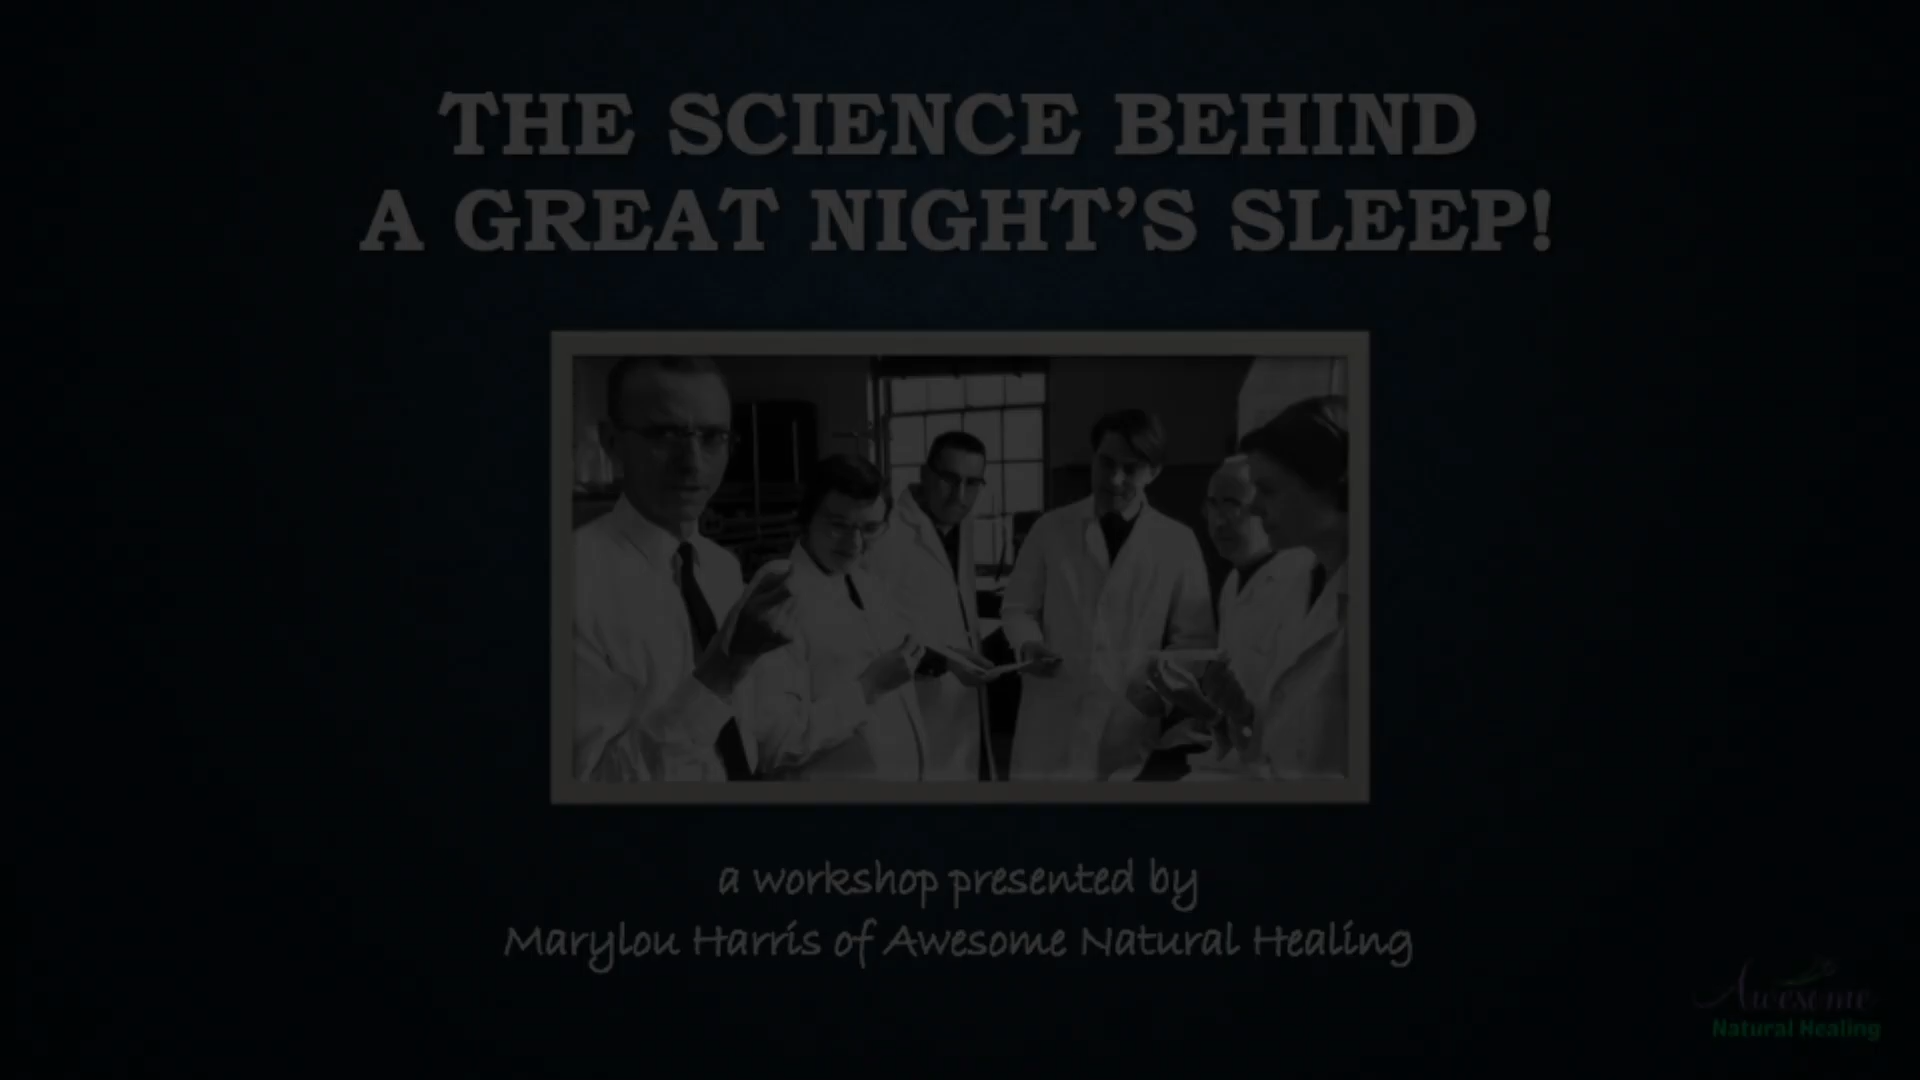 THE SCIENCE BEHIND
A GREAT NIGHT’S SLEEP!
a workshop presented by
Marylou Harris of Awesome Natural Healing
Awesome
Natural Healing